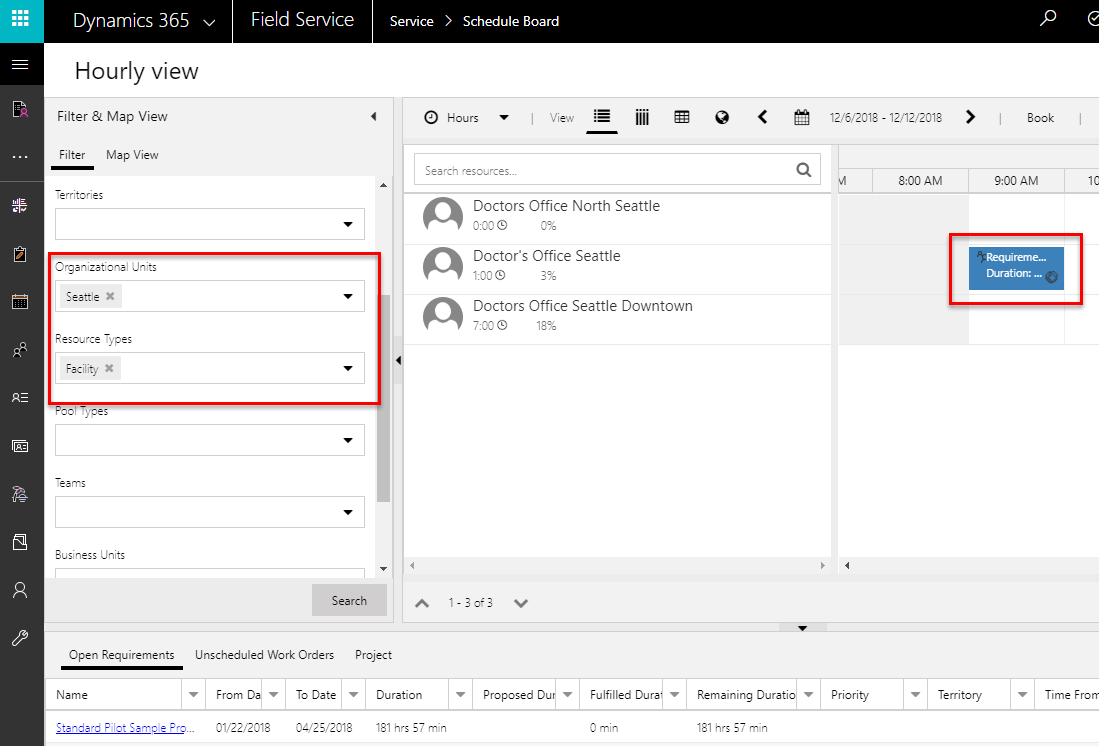 Dynamics 365
Field Service
Service > Schedule Board
Hourly view
Filter & Map View
Filter
Map View
Territories
Organizational Units
Seattle
Resource Types
Facility
Pool Types
Teams
Business Units
Search
Hours
View
12/6/2018 - 12/12/2018
Book
Search resources...
M
8:00 AM
9:00 AM
10
Doctors Office North Seattle
0:00 0%
Doctor's Office Seattle
1:00 3%
Doctors Office Seattle Downtown
7:00 18%
Requireme...
Duration: ...
1 - 3 of 3
Open Requirements
Unscheduled Work Orders
Project
Name
From Da
To Date
Duration
Proposed Dur
Fulfilled Durat
Remaining Duratio
Priority
Territory
Time From
Standard Pilot Sample Pro...
01/22/2018
04/25/2018
181 hrs 57 min
0 min
181 hrs 57 min